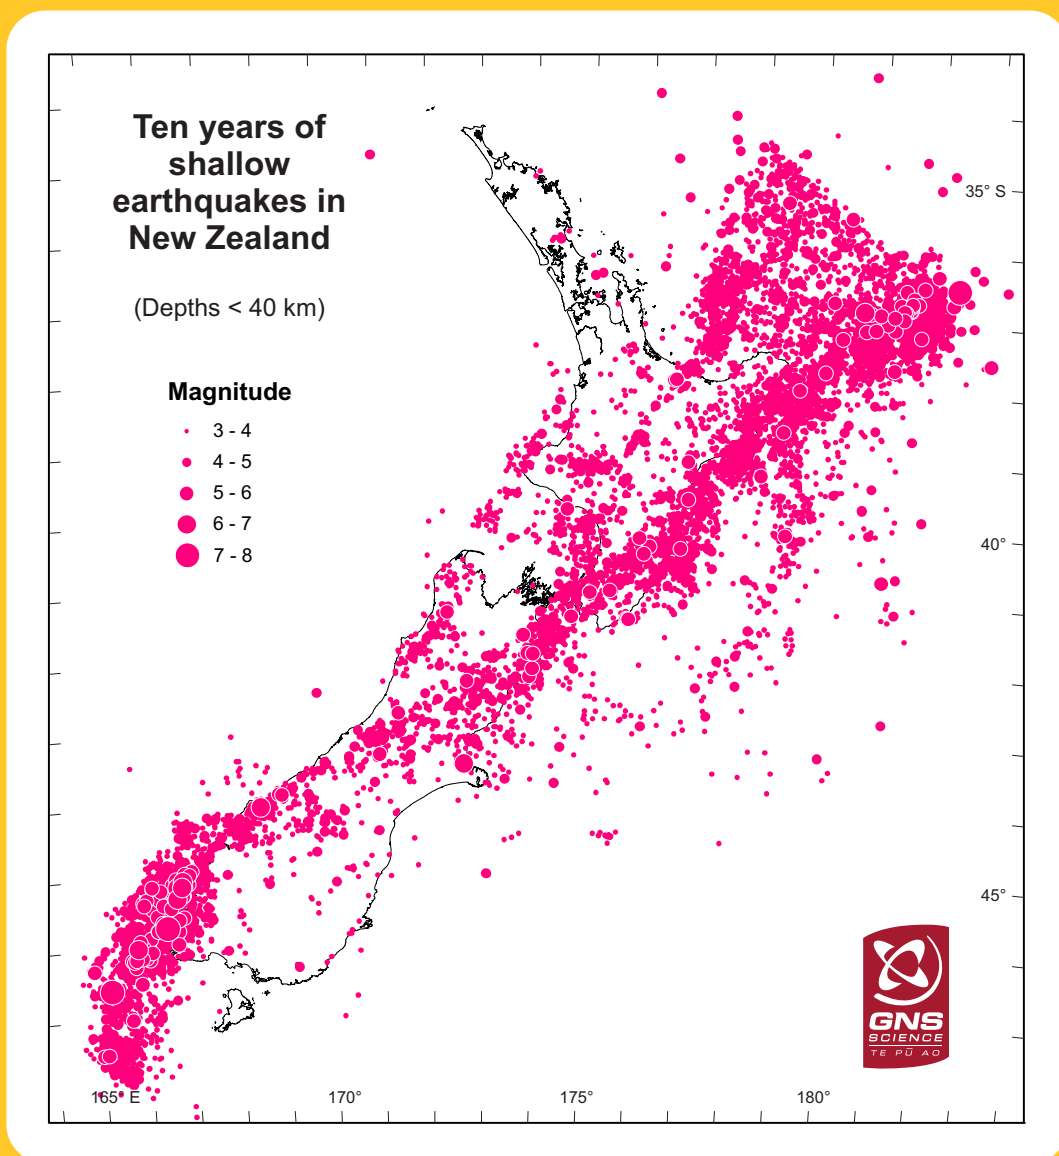 Ten years of
shallow
earthquakes in
New Zealand
(Depths < 40 km)
Magnitude
3 - 4
4 - 5
5 - 6
6 - 7
7 - 8
35° S
40°
45°
GNS
SCIENCE
TE PŪ AO
165° E
170°
175°
180°